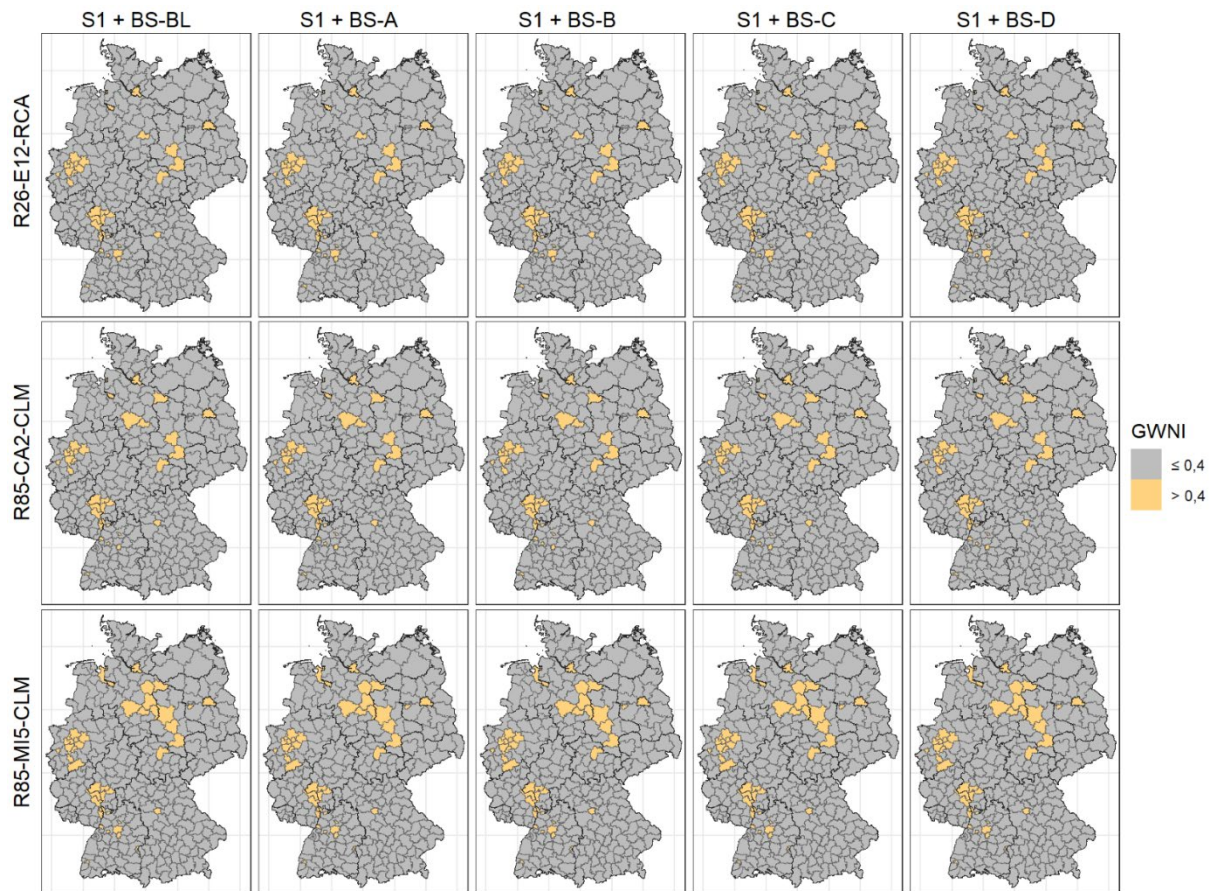 S1 + BS-BL S1 + BS-A S1 + BS-B S1 + BS-C S1 + BS-D
R26-E12-RCA
R85-CA2-CLM
R85-MI5-CLM
GWNI
≤ 0,4
> 0,4